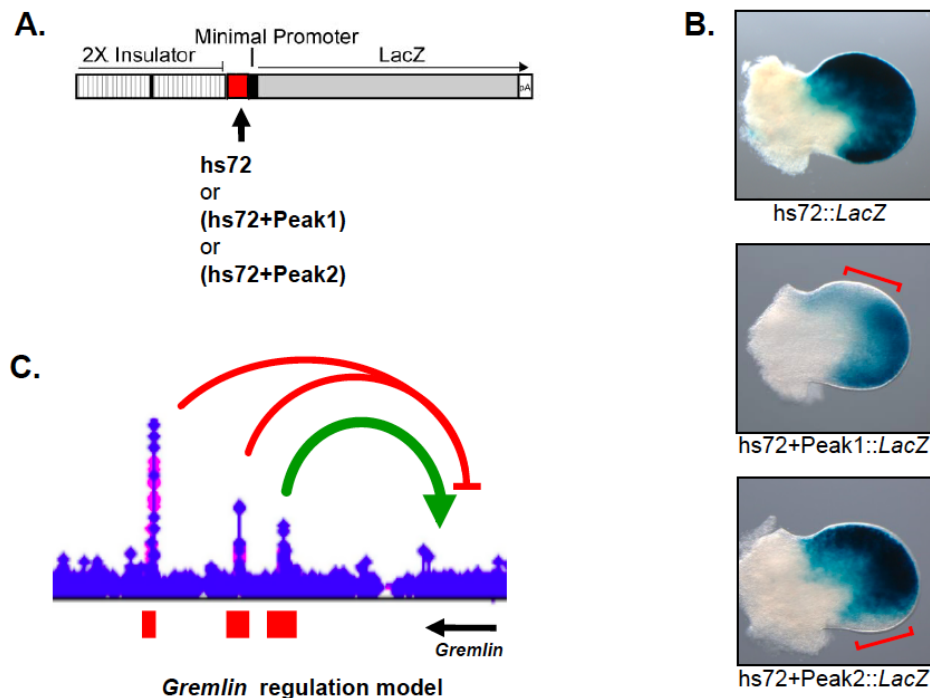 A.
Minimal Promoter
2X Insulator
LacZ
pA
hs72
or
(hs72+Peak1)
or
(hs72+Peak2)
B.
hs72::LacZ
hs72+Peak1::LacZ
hs72+Peak2::LacZ
C.
Gremlin
Gremlin regulation model